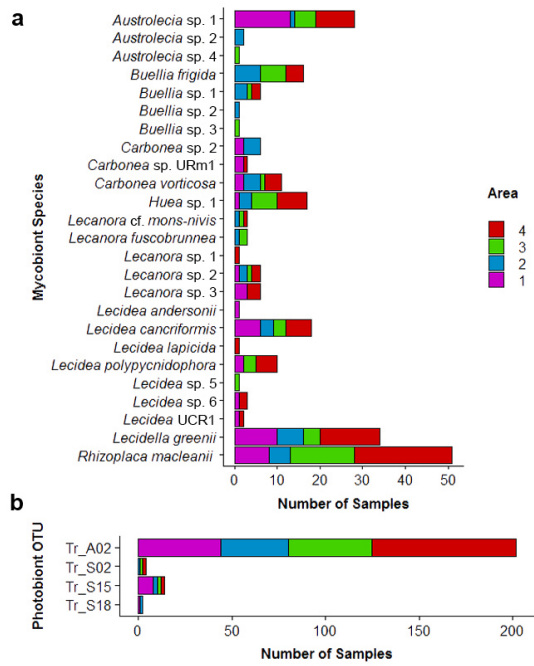 a
Mycobiont Species
Austrolecia sp. 1
Austrolecia sp. 2
Austrolecia sp. 4
Buellia frigida
Buellia sp. 1
Buellia sp. 2
Buellia sp. 3
Carbonea sp. 2
Carbonea sp. URm1
Carbonea vorticosa
Huea sp. 1
Lecanora cf. mons-nivis
Lecanora fuscobrunnea
Lecanora sp. 1
Lecanora sp. 2
Lecanora sp. 3
Lecidea andersonii
Lecidea cancriformis
Lecidea lapicida
Lecidea polypycnidophora
Lecidea sp. 5
Lecidea sp. 6
Lecidea UCR1
Lecidella greenii
Rhizoplaca macleanii
0 10 20 30 40 50
Number of Samples
Area
4
3
2
1
b
Photobiont OTU
Tr_A02
Tr_S02
Tr_S15
Tr_S18
0 50 100 150 200
Number of Samples